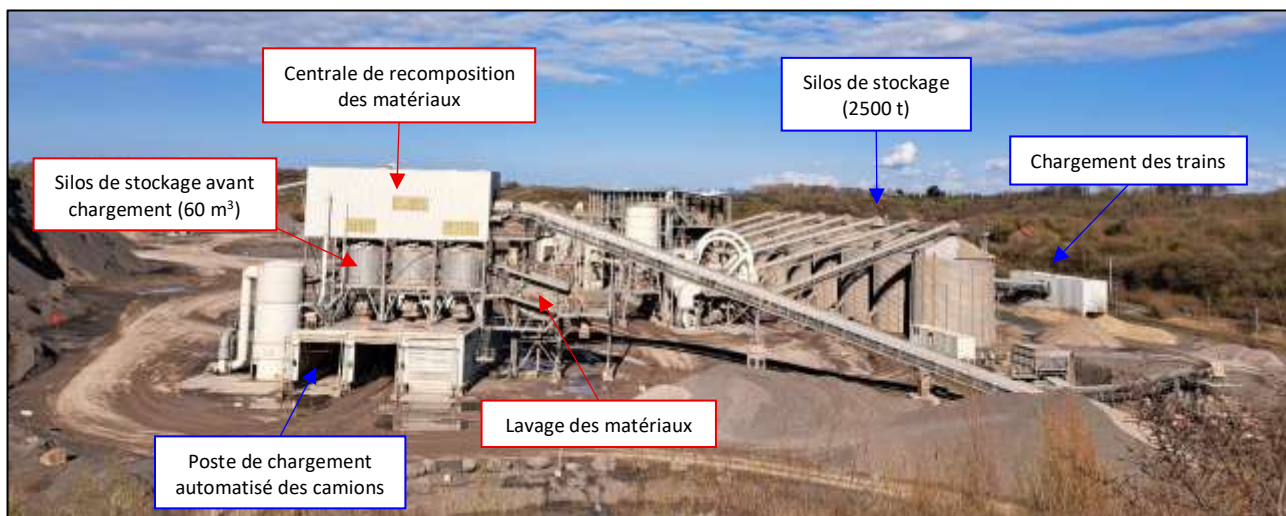 Centrale de recomposition
des matériaux
Silos de stockage
(2500 t)
Chargement des trains
Silos de stockage avant
chargement (60 m³)
Lavage des matériaux
Poste de chargement
automatisé des camions